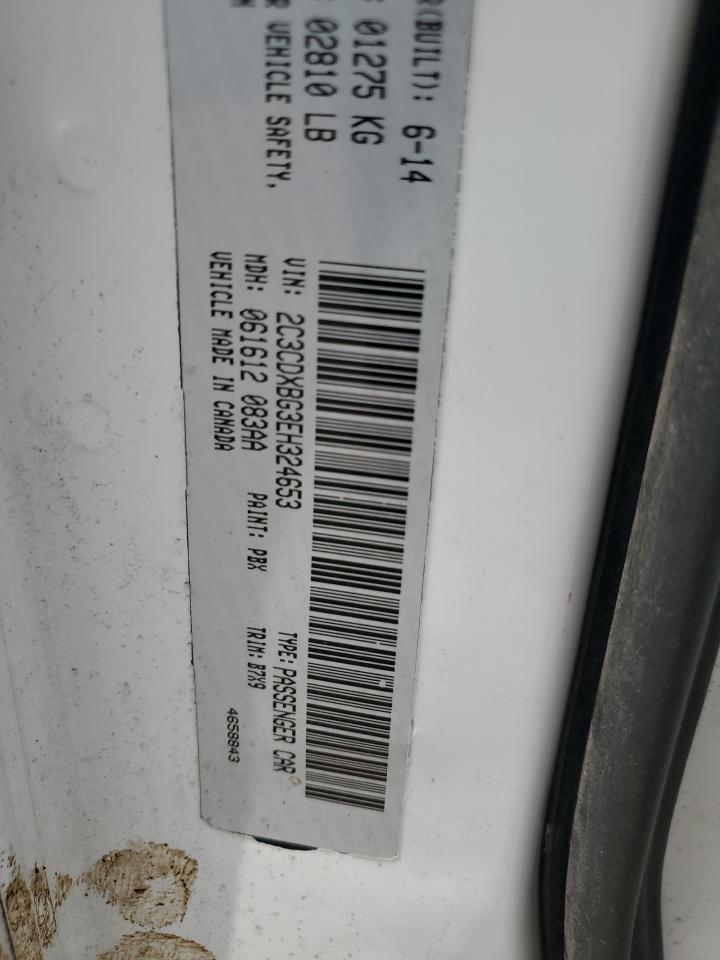 R(BUILT): 6-14
: 01275 KG
: 02810 LB
R VEHICLE SAFETY,
VIN: 2C3CDXBG3EH324653 TYPE: PASSENGER CAR
MDH: 061612 083AA PAINT: PBX TRIM: B7X9
VEHICLE MADE IN CANADA 4658843